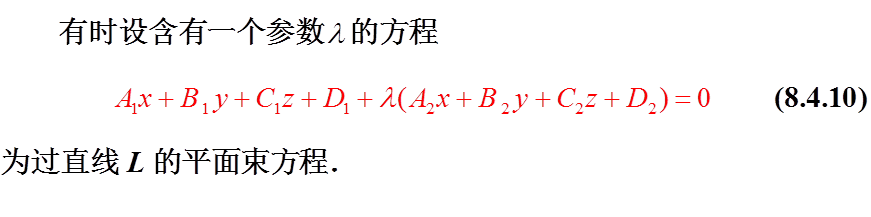 有时设含有一个参数λ的方程
A₁x + B₁y + C₁z + D₁ + λ(A₂x + B₂y + C₂z + D₂) = 0 (8.4.10)
为过直线 L 的平面束方程.